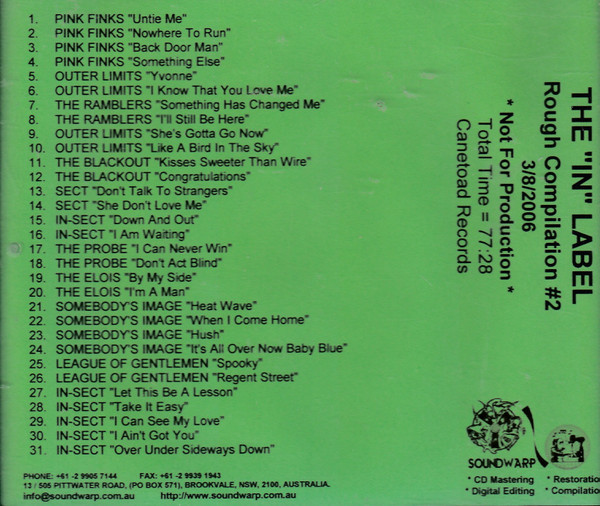 1. PINK FINKS "Untie Me"
2. PINK FINKS "Nowhere To Run"
3. PINK FINKS "Back Door Man"
4. PINK FINKS "Something Else"
5. OUTER LIMITS "Yvonne"
6. OUTER LIMITS "I Know That You Love Me"
7. THE RAMBLERS "Something Has Changed Me"
8. THE RAMBLERS "I'll Still Be Here"
9. OUTER LIMITS "She's Gotta Go Now"
10. OUTER LIMITS "Like A Bird In The Sky"
11. THE BLACKOUT "Kisses Sweeter Than Wire"
12. THE BLACKOUT "Congratulations"
13. SECT "Don't Talk To Strangers"
14. SECT "She Don't Love Me"
15. IN-SECT "Down And Out"
16. IN-SECT "I Am Waiting"
17. THE PROBE "I Can Never Win"
18. THE PROBE "Don't Act Blind"
19. THE ELOIS "By My Side"
20. THE ELOIS "I'm A Man"
21. SOMEBODY'S IMAGE "Heat Wave"
22. SOMEBODY'S IMAGE "When I Come Home"
23. SOMEBODY'S IMAGE "Hush"
24. SOMEBODY'S IMAGE "It's All Over Now Baby Blue"
25. LEAGUE OF GENTLEMEN "Spooky"
26. LEAGUE OF GENTLEMEN "Regent Street"
27. IN-SECT "Let This Be A Lesson"
28. IN-SECT "Take It Easy"
29. IN-SECT "I Can See My Love"
30. IN-SECT "I Ain't Got You"
31. IN-SECT "Over Under Sideways Down"
THE "IN" LABEL
Rough Compilation #2
3/8/2006
* Not For Production *
Total Time = 77:28
Canetoad Records
SOUNDWARP
* CD Mastering * Restoratio
* Digital Editing * Compilatio
PHONE: +61 -2 9905 7144 FAX: +61 -2 9939 1943
13 / 505 PITTWATER ROAD, (PO BOX 571), BROOKVALE, NSW, 2100, AUSTRALIA.
info@soundwarp.com.au http://www.soundwarp.com.au